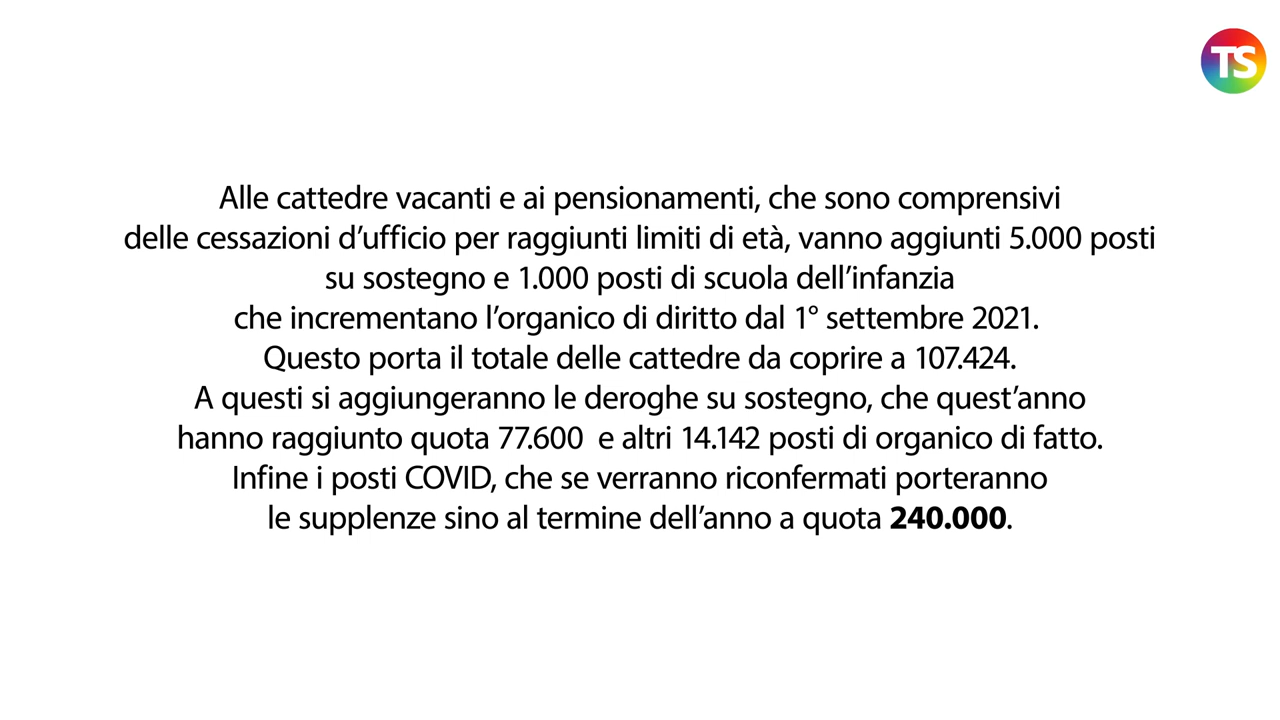 TS
Alle cattedre vacanti e ai pensionamenti, che sono comprensivi
delle cessazioni d’ufficio per raggiunti limiti di età, vanno aggiunti 5.000 posti
su sostegno e 1.000 posti di scuola dell’infanzia
che incrementano l’organico di diritto dal 1° settembre 2021.
Questo porta il totale delle cattedre da coprire a 107.424.
A questi si aggiungeranno le deroghe su sostegno, che quest’anno
hanno raggiunto quota 77.600  e altri 14.142 posti di organico di fatto.
Infine i posti COVID, che se verranno riconfermati porteranno
le supplenze sino al termine dell’anno a quota 240.000.